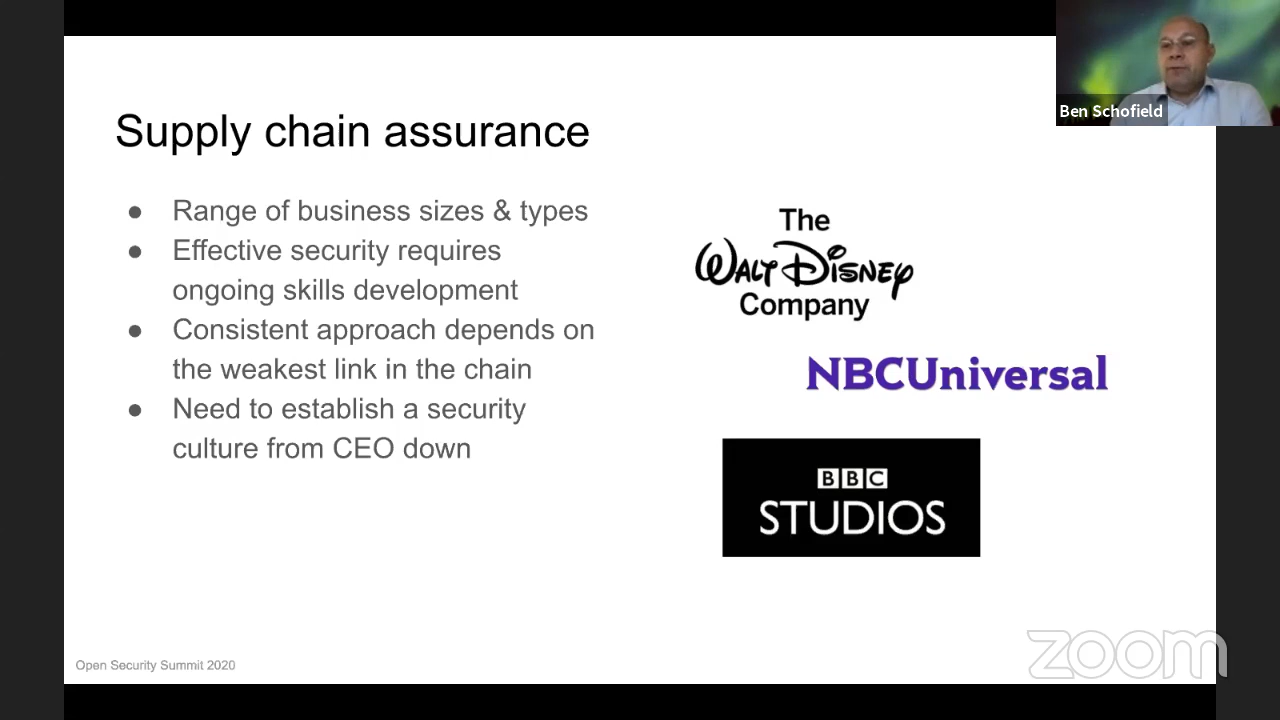 Ben Schofield
Supply chain assurance
● Range of business sizes & types
● Effective security requires
ongoing skills development
● Consistent approach depends on
the weakest link in the chain
● Need to establish a security
culture from CEO down
The
WALT DISNEY
Company
NBCUniversal
BBC
STUDIOS
Open Security Summit 2020
zoom